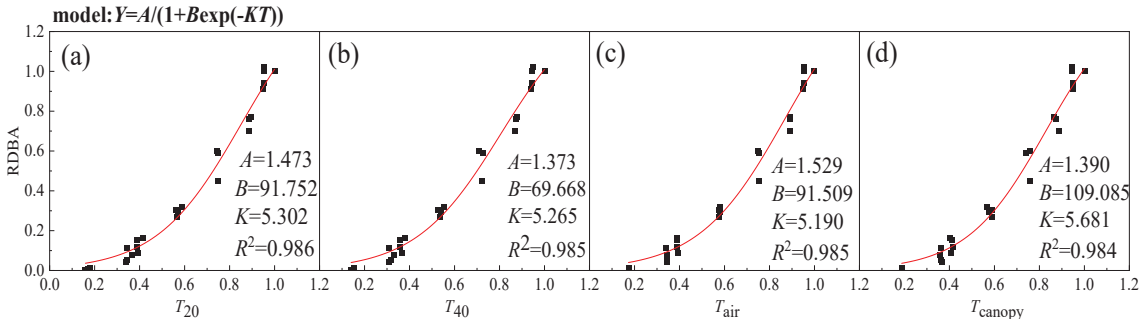 model:Y=A/(1+Bexp(-KT))
(a)
(b)
(c)
(d)
RDBA
1.2
1.0
0.8
0.6
0.4
0.2
0.0
A=1.473
B=91.752
K=5.302
R²=0.986
A=1.373
B=69.668
K=5.265
R²=0.985
A=1.529
B=91.509
K=5.190
R²=0.985
A=1.390
B=109.085
K=5.681
R²=0.984
0.0 0.2 0.4 0.6 0.8 1.0 1.2 0.2 0.4 0.6 0.8 1.0 1.2 0.2 0.4 0.6 0.8 1.0 1.2 0.2 0.4 0.6 0.8 1.0 1.2
T20 T40 Tair Tcanopy